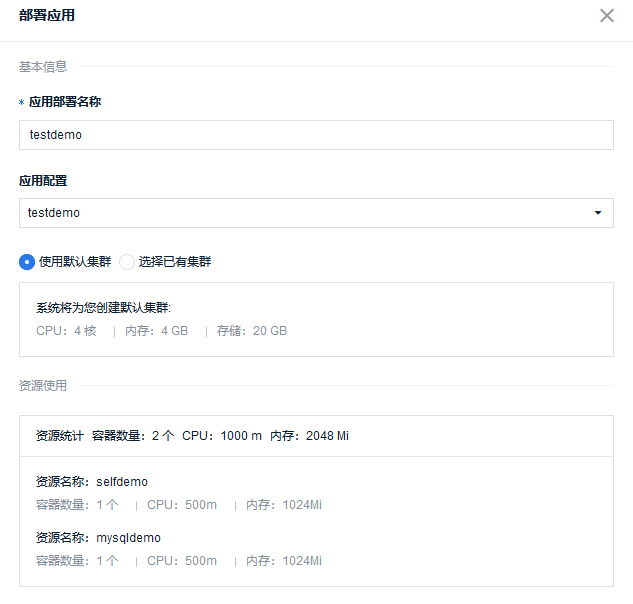 部署应用
基本信息
* 应用部署名称
testdemo
应用配置
testdemo
使用默认集群 选择已有集群
系统将为您创建默认集群:
CPU: 4 核 | 内存: 4 GB | 存储: 20 GB
资源使用
资源统计 容器数量: 2 个 CPU: 1000 m 内存: 2048 Mi
资源名称: selfdemo
容器数量: 1 个 | CPU: 500m | 内存: 1024Mi
资源名称: mysqldemo
容器数量: 1 个 | CPU: 500m | 内存: 1024Mi